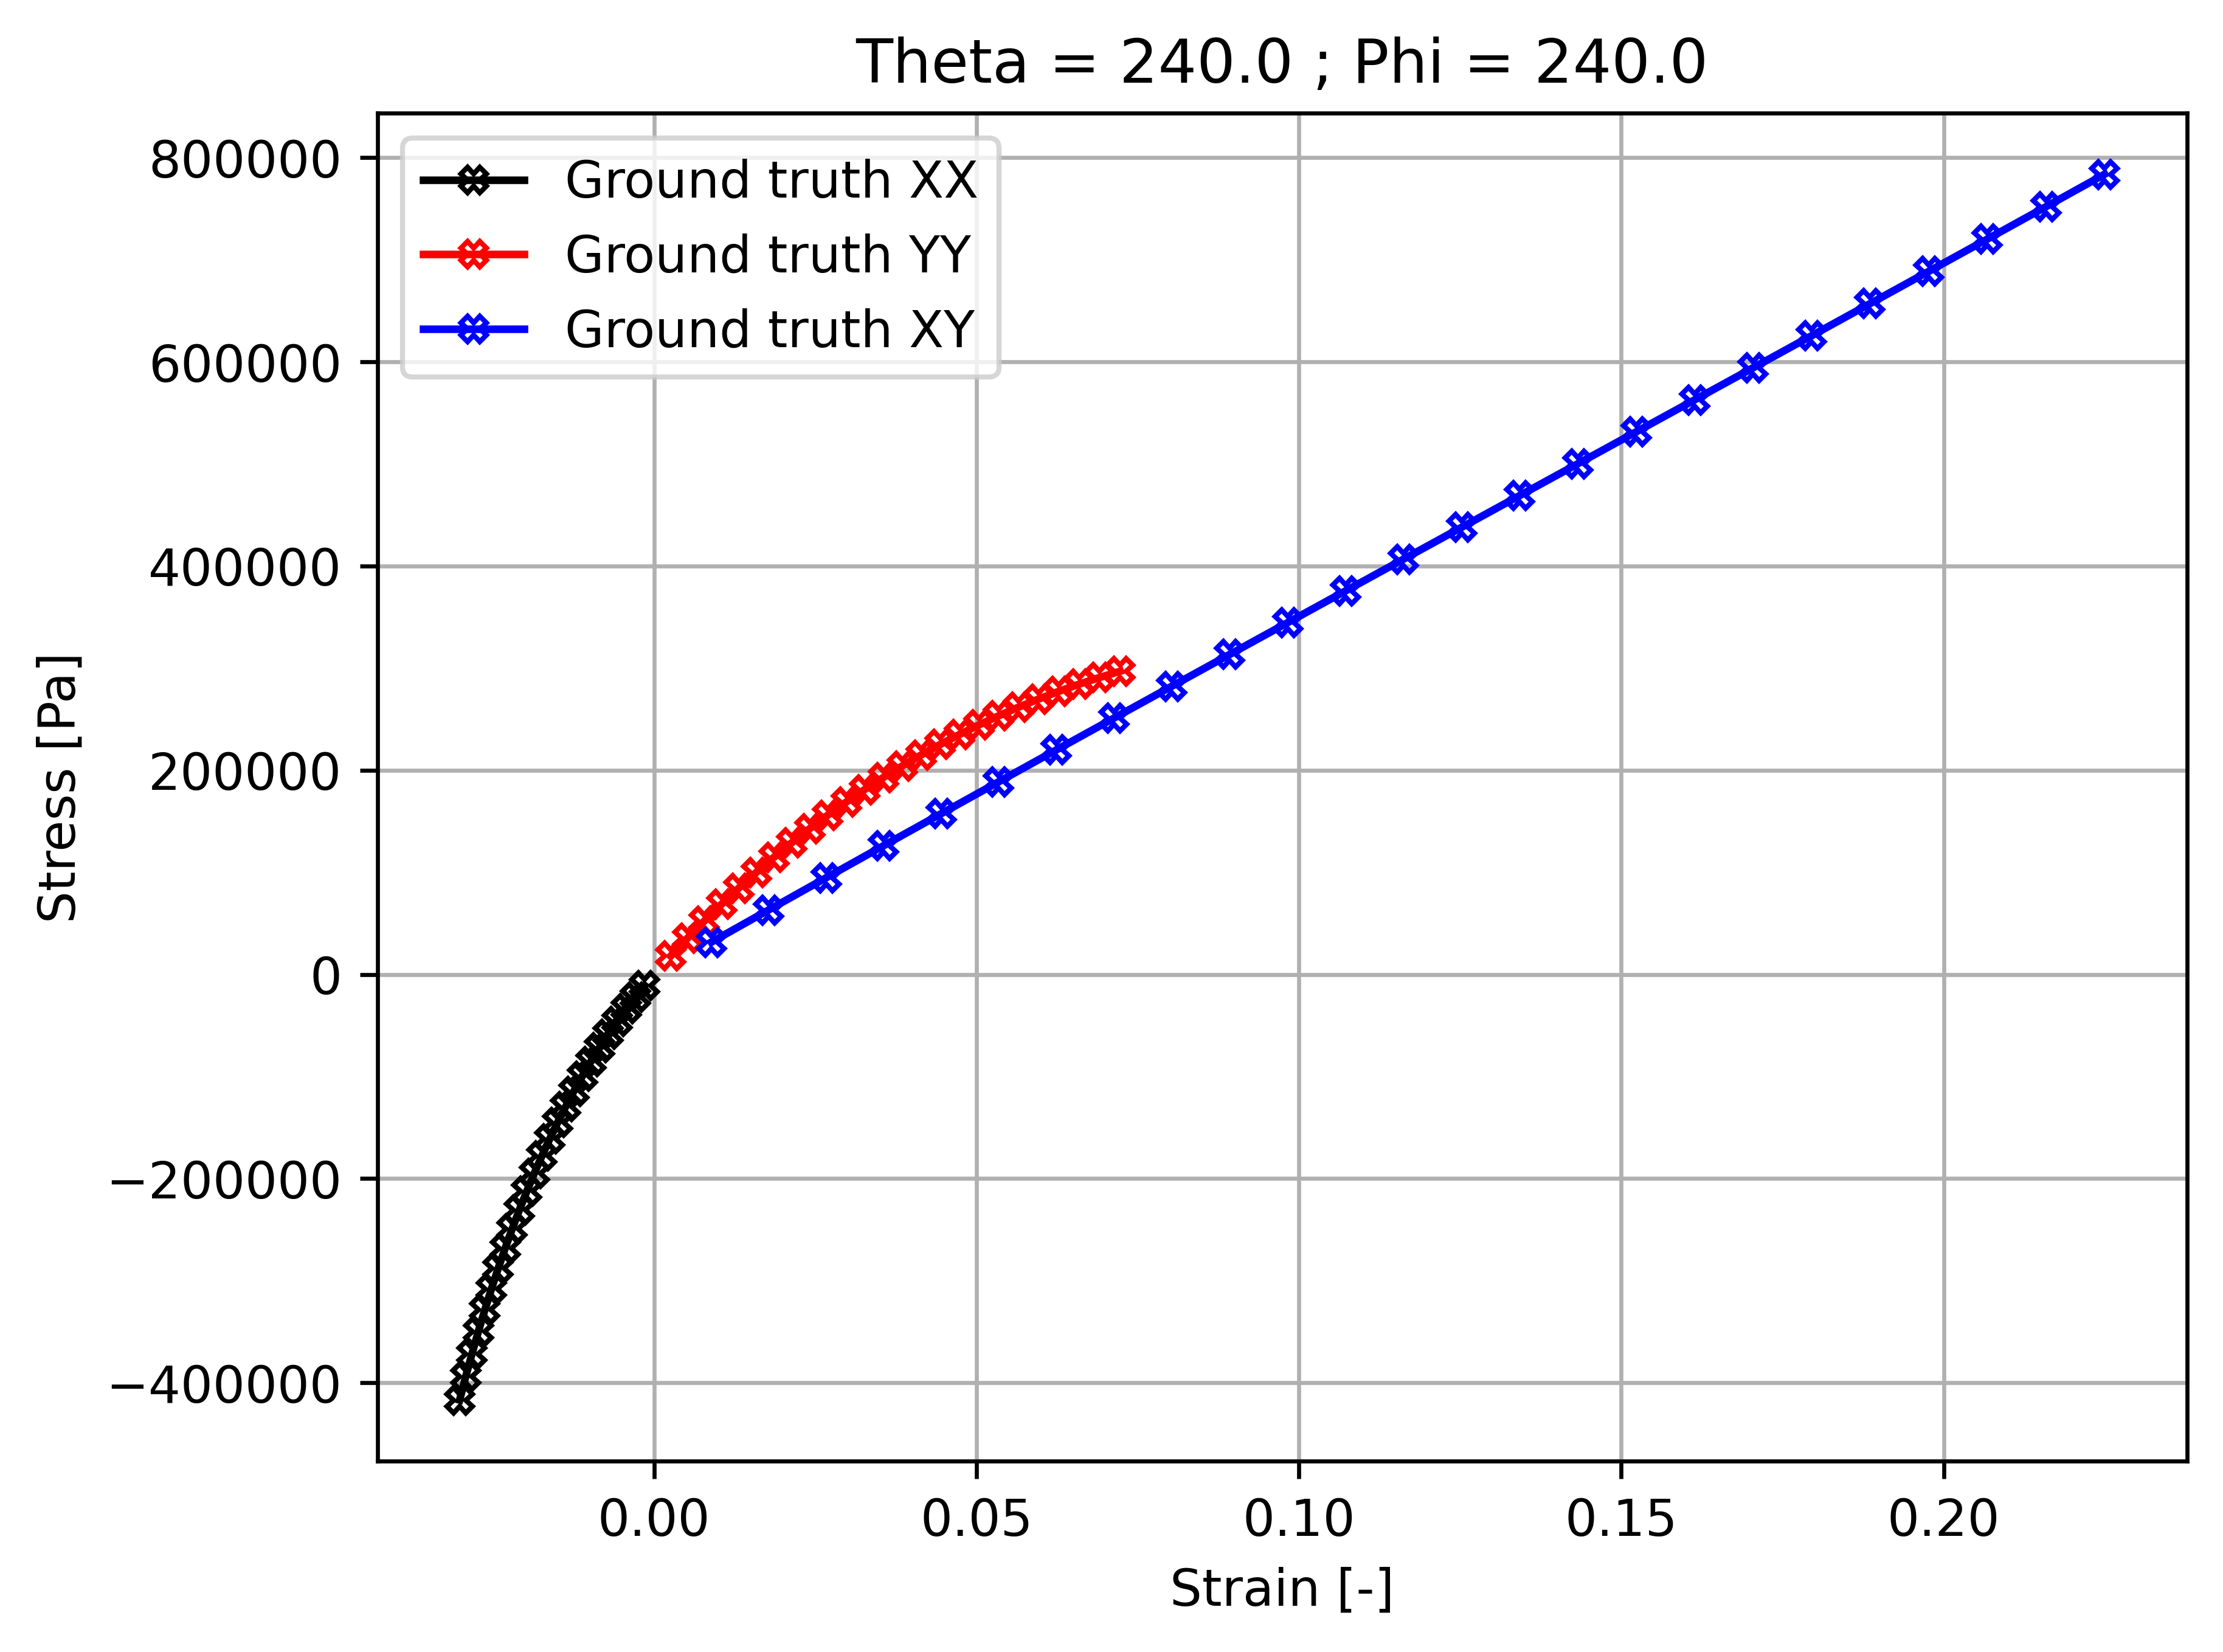 Theta = 240.0 ; Phi = 240.0
800000
600000
400000
200000
0
−200000
−400000
Stress [Pa]
Ground truth XX
Ground truth YY
Ground truth XY
0.00 0.05 0.10 0.15 0.20
Strain [-]